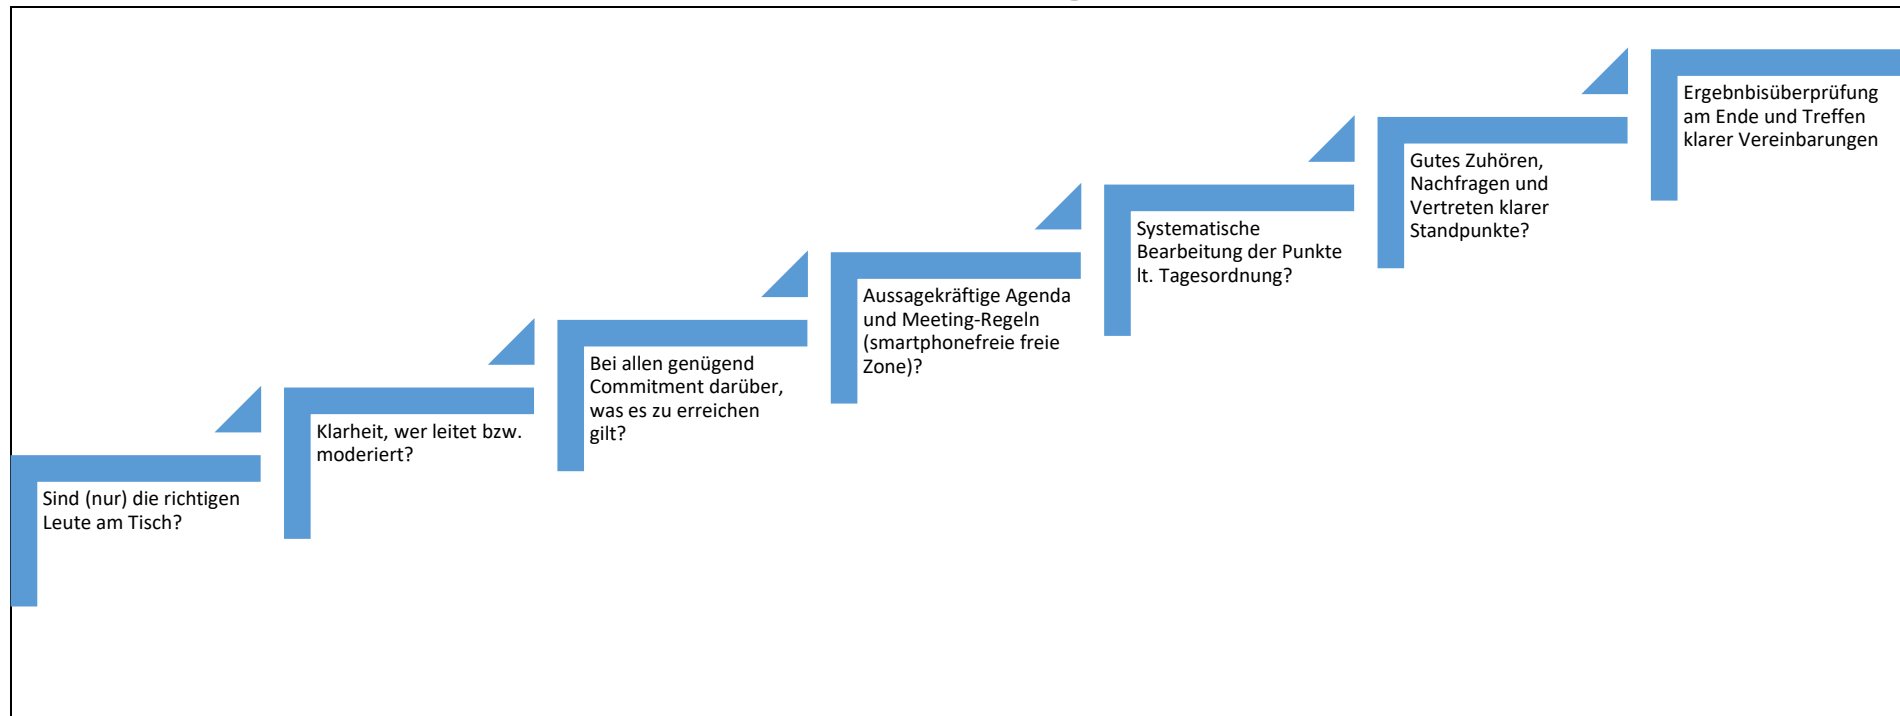 Sind (nur) die richtigen
Leute am Tisch?
Klarheit, wer leitet bzw.
moderiert?
Bei allen genügend
Commitment darüber,
was es zu erreichen
gilt?
Aussagekräftige Agenda
und Meeting-Regeln
(smartphonefreie freie
Zone)?
Systematische
Bearbeitung der Punkte
lt. Tagesordnung?
Gutes Zuhören,
Nachfragen und
Vertreten klarer
Standpunkte?
Ergebnbisüberprüfung
am Ende und Treffen
klarer Vereinbarungen